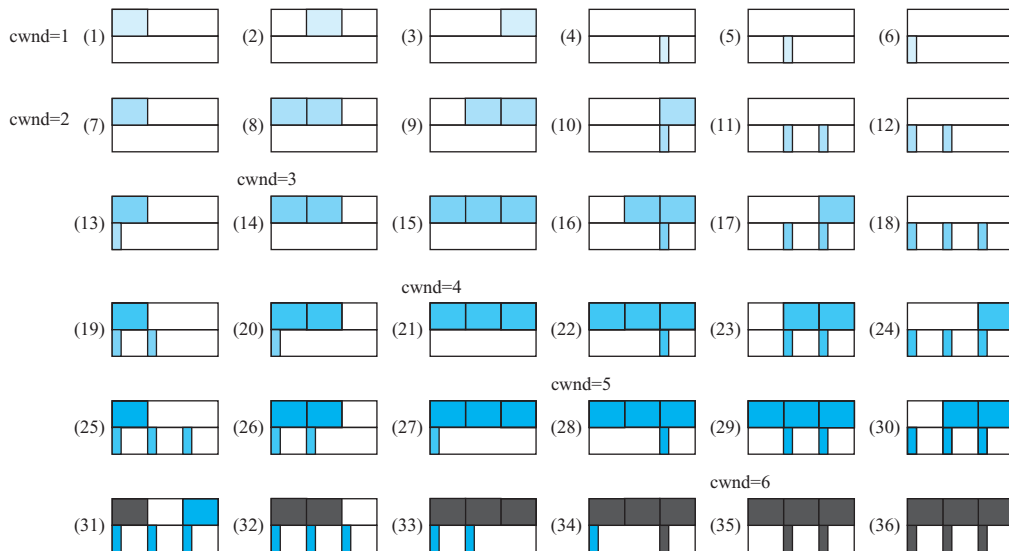 cwnd=1 (1) (2) (3) (4) (5) (6)
cwnd=2 (7) (8) (9) (10) (11) (12)
cwnd=3
(13) (14) (15) (16) (17) (18)
cwnd=4
(19) (20) (21) (22) (23) (24)
cwnd=5
(25) (26) (27) (28) (29) (30)
cwnd=6
(31) (32) (33) (34) (35) (36)